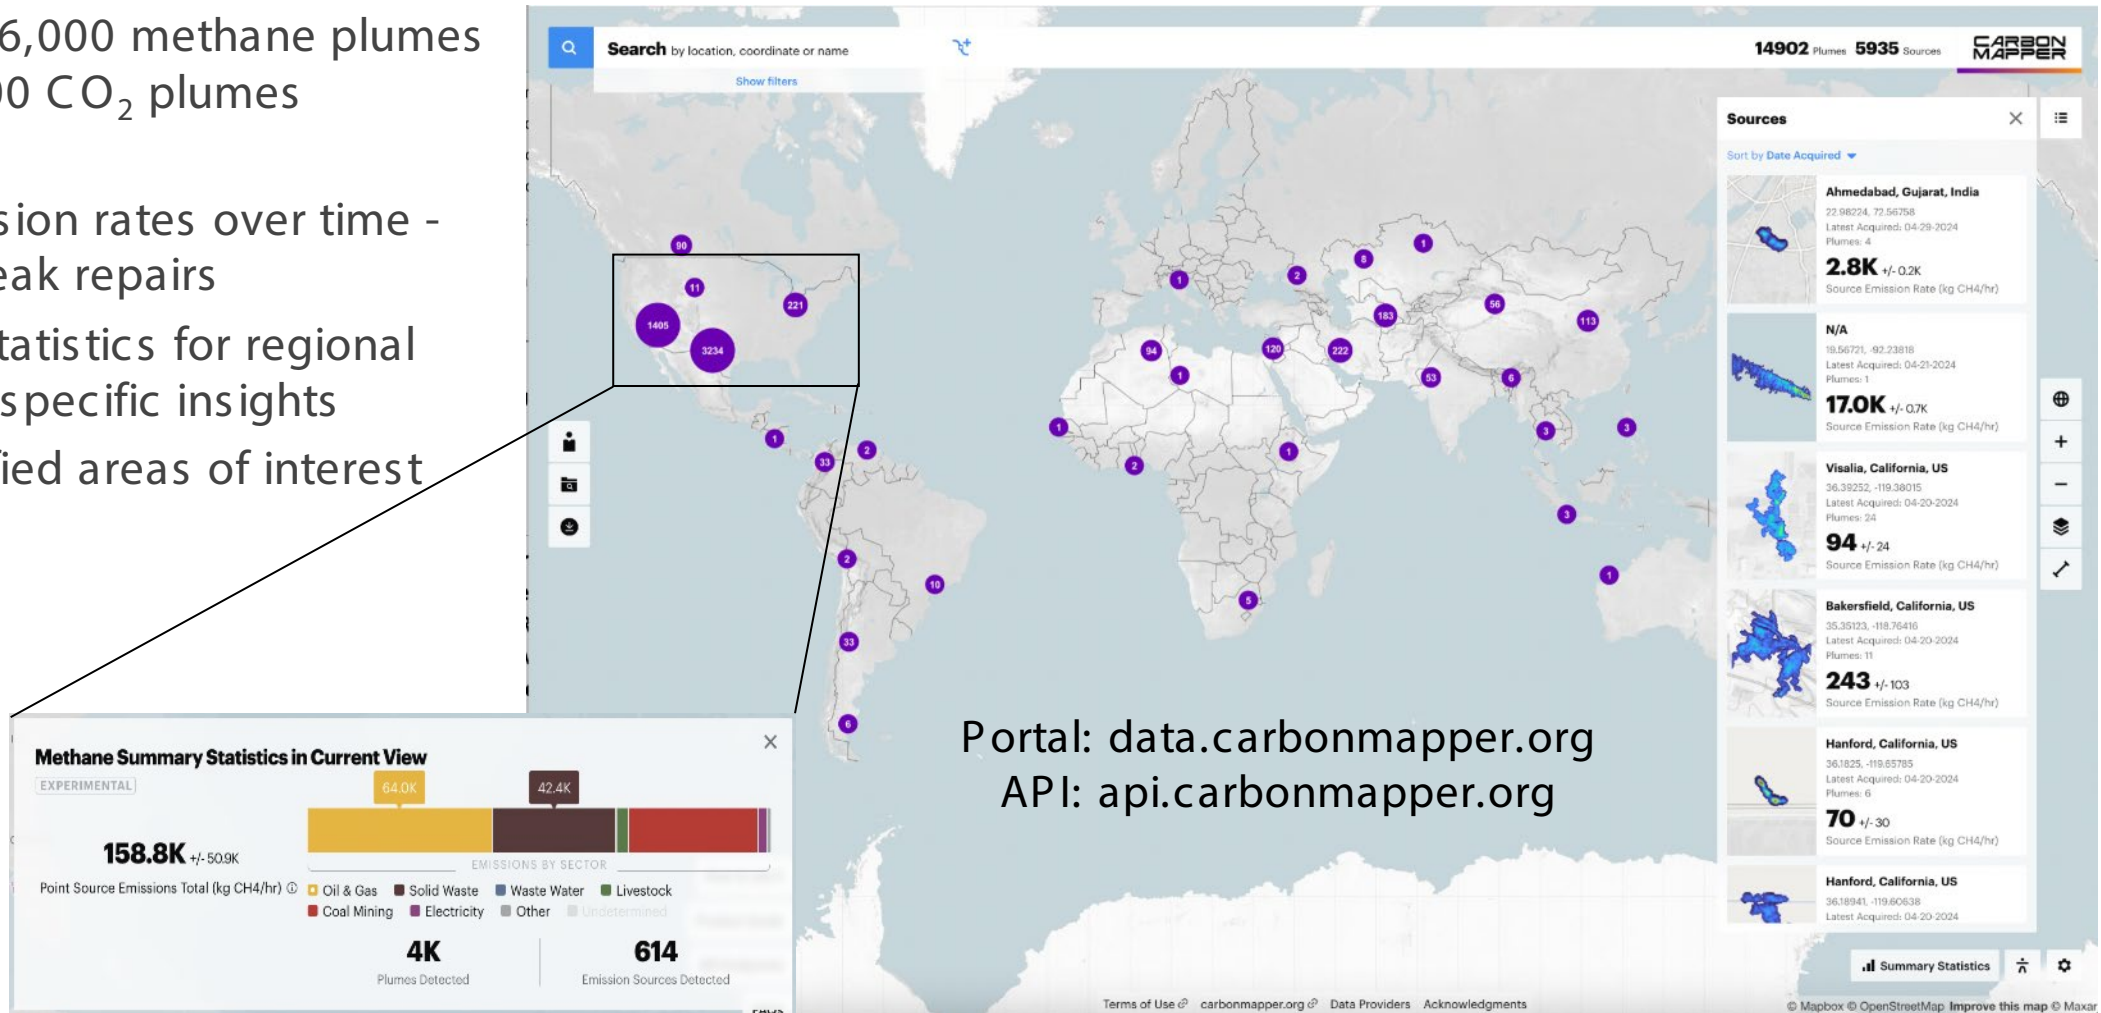 6,000 methane plumes
00 CO2 plumes
sion rates over time -
eak repairs
tatistics for regional
specific insights
fied areas of interest
Search by location, coordinate or name
Show filters
14902 Plumes 5935 Sources
CARBON
MAPPER
Sources
Sort by Date Acquired
Ahmedabad, Gujarat, India
22.98224, 72.56758
Latest Acquired: 04-29-2024
Plumes: 4
2.8K +/- 0.2K
Source Emission Rate (kg CH4/hr)
N/A
19.56721, -92.23818
Latest Acquired: 04-21-2024
Plumes: 1
17.0K +/- 0.7K
Source Emission Rate (kg CH4/hr)
Visalia, California, US
36.39252, -119.38015
Latest Acquired: 04-20-2024
Plumes: 24
94 +/- 24
Source Emission Rate (kg CH4/hr)
Bakersfield, California, US
35.35123, -118.76416
Latest Acquired: 04-20-2024
Plumes: 11
243 +/- 103
Source Emission Rate (kg CH4/hr)
Hanford, California, US
36.1825, -119.65785
Latest Acquired: 04-20-2024
Plumes: 6
70 +/- 30
Source Emission Rate (kg CH4/hr)
Hanford, California, US
36.18941, -119.60638
Latest Acquired: 04-20-2024
90
11
221
1405
3234
1
33
2
2
10
33
6
1
2
8
1
183
56
113
94
1
120
222
53
6
1
2
1
3
3
3
1
5
Portal: data.carbonmapper.org
API: api.carbonmapper.org
Methane Summary Statistics in Current View
EXPERIMENTAL
64.0K
42.4K
158.8K +/- 50.9K
Point Source Emissions Total (kg CH4/hr)
EMISSIONS BY SECTOR
Oil & Gas
Solid Waste
Waste Water
Livestock
Coal Mining
Electricity
Other
Undetermined
4K
Plumes Detected
614
Emission Sources Detected
Summary Statistics
Terms of Use carbonmapper.org Data Providers Acknowledgments
© Mapbox © OpenStreetMap Improve this map © Maxar